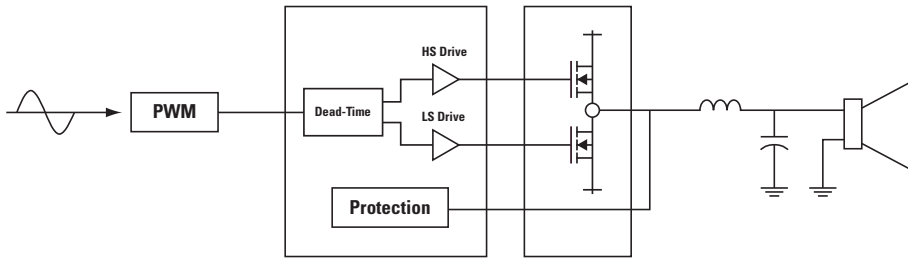 HS Drive
PWM
Dead-Time
LS Drive
Protection